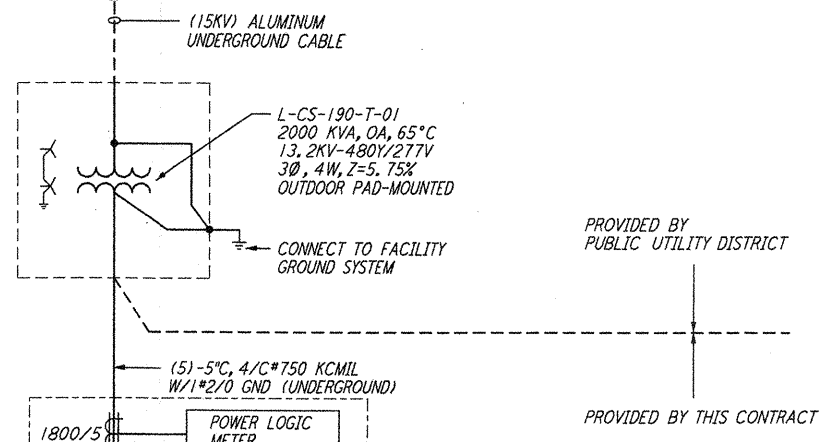 (15KV) ALUMINUM
UNDERGROUND CABLE
L-CS-190-T-01
2000 KVA, OA, 65°C
13.2KV-480Y/277V
3Ø, 4W, Z=5.75%
OUTDOOR PAD-MOUNTED
CONNECT TO FACILITY
GROUND SYSTEM
PROVIDED BY
PUBLIC UTILITY DISTRICT
(5)-5"C, 4/C#750 KCMIL
W/1#2/0 GND (UNDERGROUND)
PROVIDED BY THIS CONTRACT
1800/5
POWER LOGIC
METER